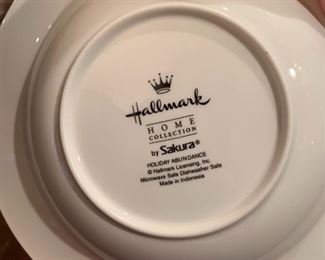 Hallmark
HOME
COLLECTION
by Sakura®
HOLIDAY ABUNDANCE
© Hallmark Licensing, Inc.
Microwave Safe Dishwasher Safe
Made in Indonesia